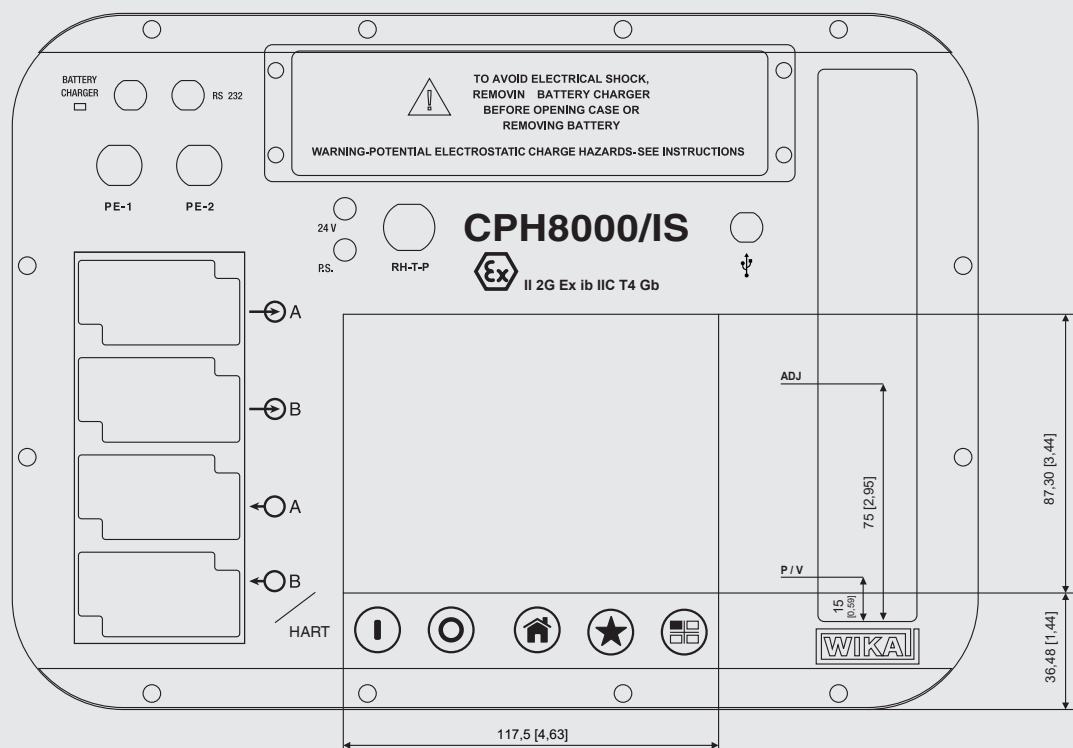 BATTERY
CHARGER
RS 232
TO AVOID ELECTRICAL SHOCK,
REMOVIN BATTERY CHARGER
BEFORE OPENING CASE OR
REMOVING BATTERY
WARNING-POTENTIAL ELECTROSTATIC CHARGE HAZARDS-SEE INSTRUCTIONS
PE-1
PE-2
24 V
P.S.
RH-T-P
CPH8000/IS
Ex
II 2G Ex ib IIC T4 Gb
A
B
A
B
HART
ADJ
75 [2,95]
P / V
15
[0,59]
87,30 [3,44]
36,48 [1,44]
WIKA
117,5 [4,63]